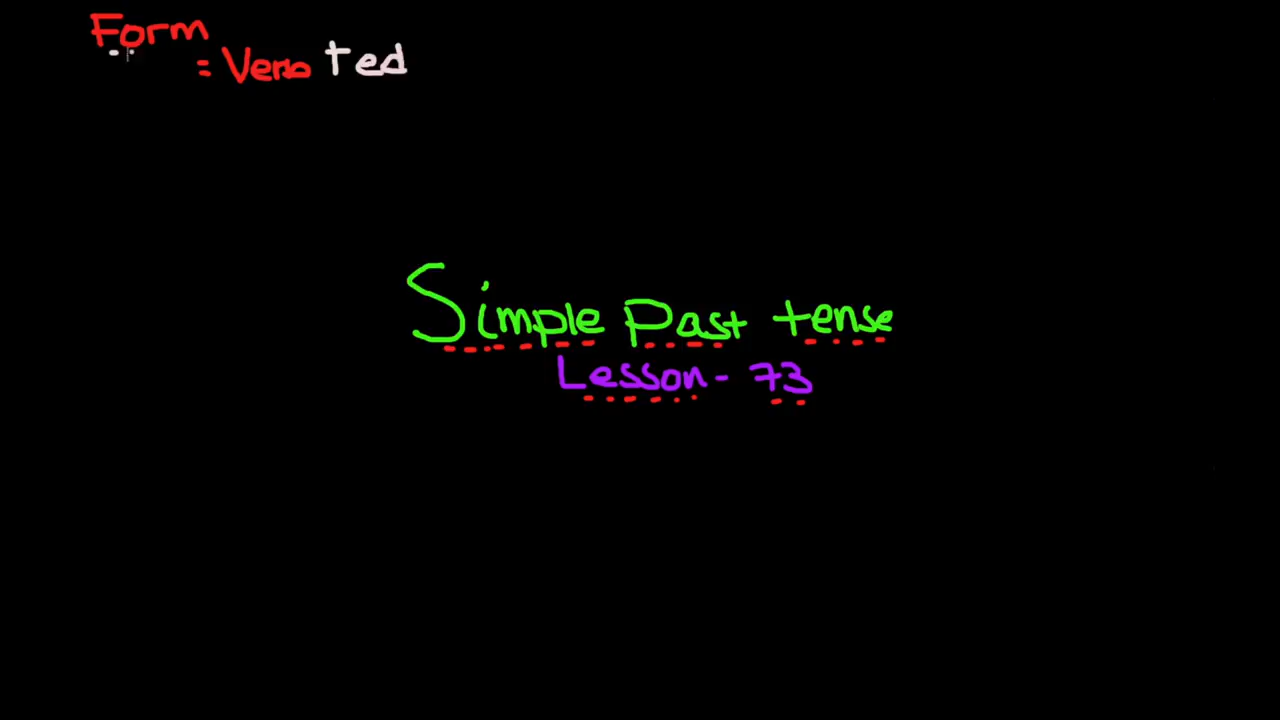 Form
= Verb + ed
Simple Past tense
Lesson - 73